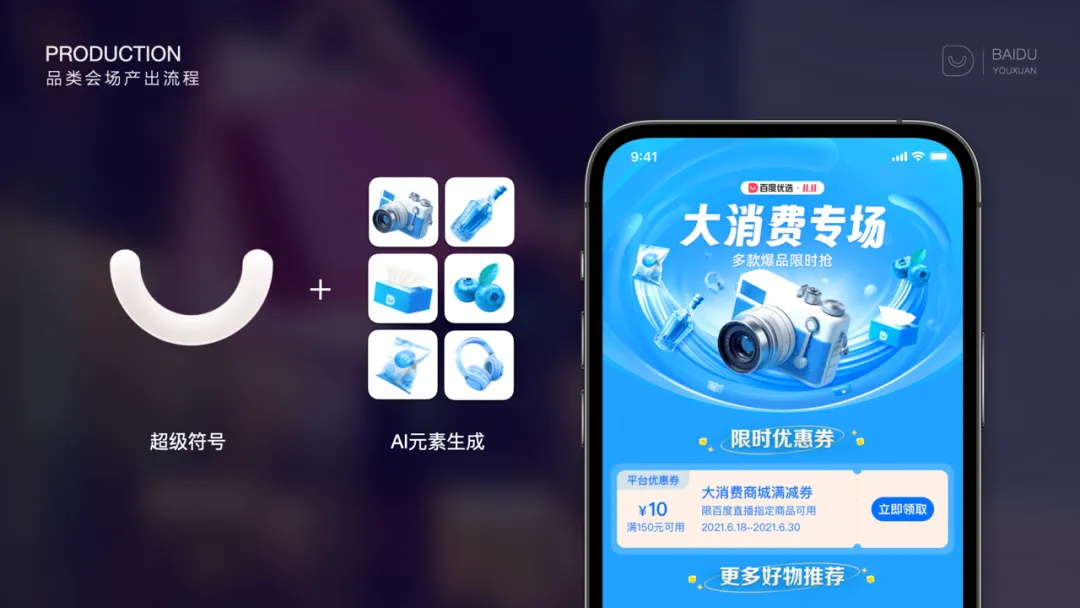 PRODUCTION
品类会场产出流程
BAIDU
YOUXUAN
超级符号
+
AI元素生成
9:41
百度优选·11.11
大消费专场
多款爆品限时抢
限时优惠券
平台优惠券
¥10
满150元可用
大消费商城满减券
限百度直播指定商品可用
2021.6.18-2021.6.30
立即领取
更多好物推荐